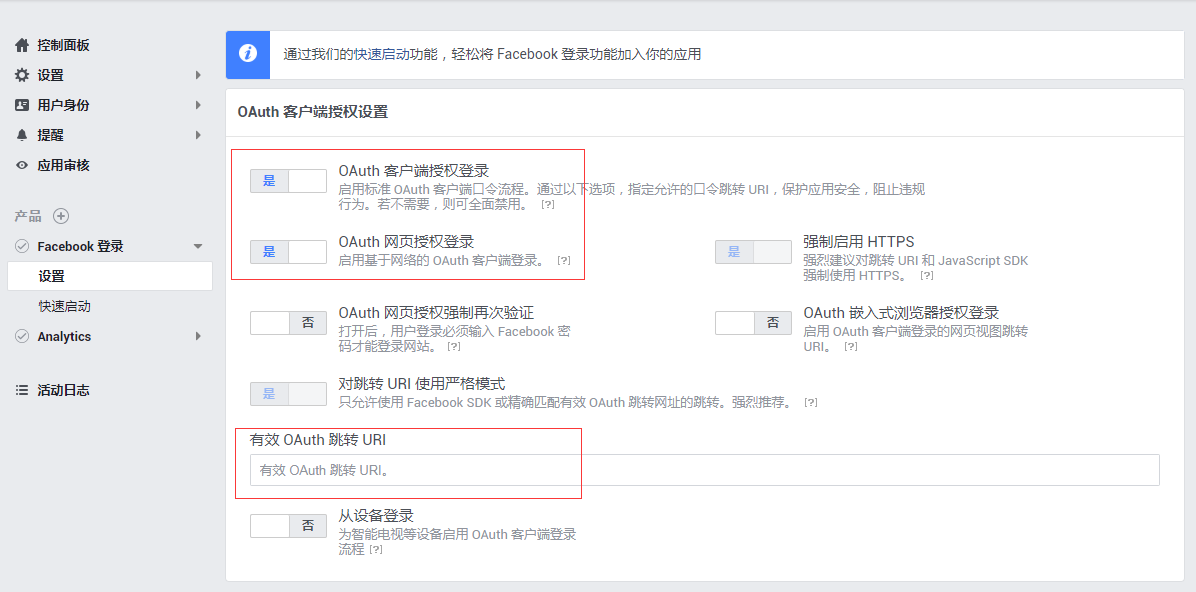 控制面板
设置
用户身份
提醒
应用审核
产品
Facebook 登录
设置
快速启动
Analytics
活动日志
通过我们的快速启动功能，轻松将 Facebook 登录功能加入你的应用
OAuth 客户端授权设置
是
OAuth 客户端授权登录
启用标准 OAuth 客户端口令流程。通过以下选项，指定允许的口令跳转 URI，保护应用安全，阻止违规
行为。若不需要，则可全面禁用。 [?]
是
OAuth 网页授权登录
启用基于网络的 OAuth 客户端登录。 [?]
是
强制启用 HTTPS
强烈建议对跳转 URI 和 JavaScript SDK
强制使用 HTTPS。 [?]
否
OAuth 网页授权强制再次验证
打开后，用户登录必须输入 Facebook 密
码才能登录网站。 [?]
否
OAuth 嵌入式浏览器授权登录
启用 OAuth 客户端登录的网页视图跳转
URI。 [?]
是
对跳转 URI 使用严格模式
只允许使用 Facebook SDK 或精确匹配有效 OAuth 跳转网址的跳转。强烈推荐。 [?]
有效 OAuth 跳转 URI
有效 OAuth 跳转 URI。
否
从设备登录
为智能电视等设备启用 OAuth 客户端登录
流程 [?]